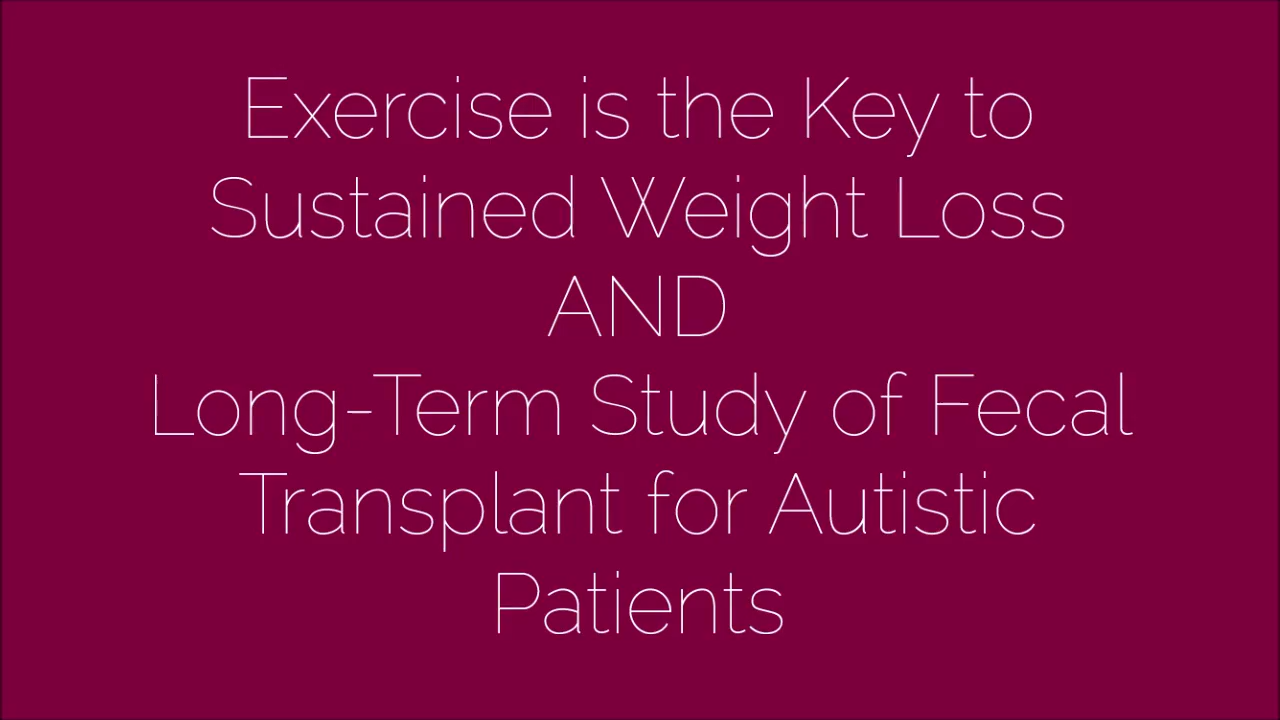 Exercise is the Key to
Sustained Weight Loss
AND
Long-Term Study of Fecal
Transplant for Autistic
Patients